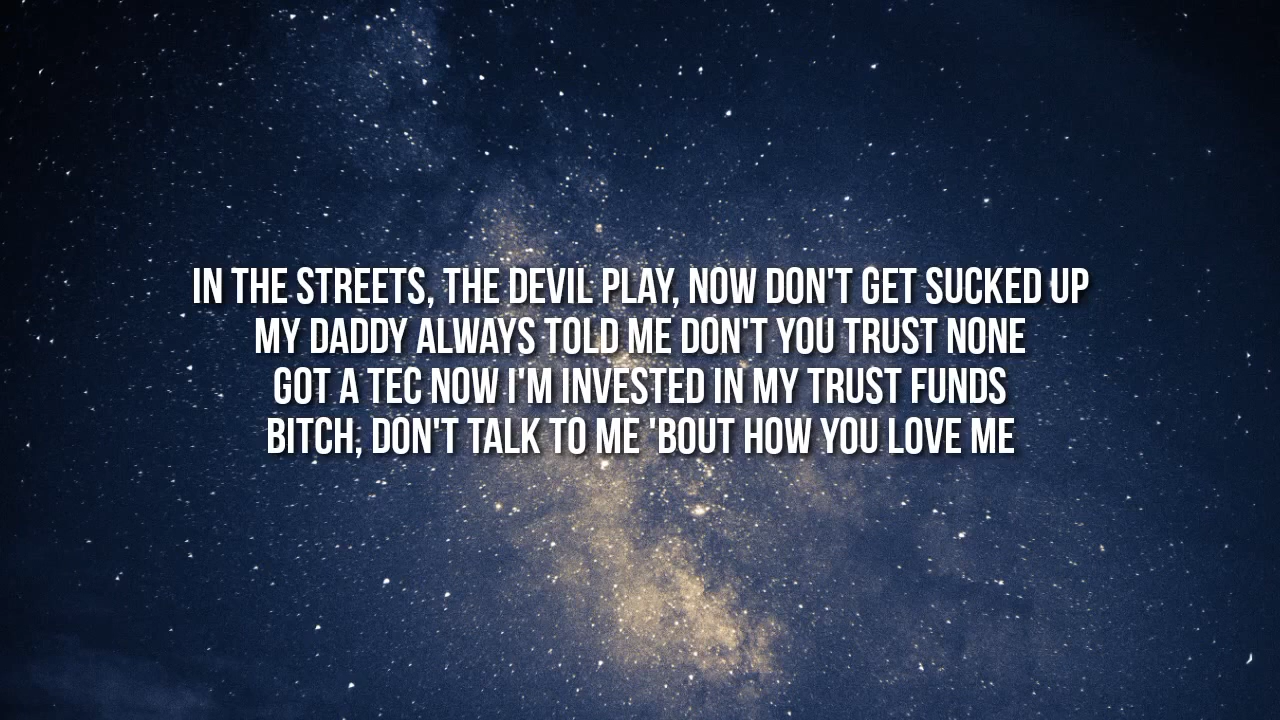 IN THE STREETS, THE DEVIL PLAY, NOW DON'T GET SUCKED UP
MY DADDY ALWAYS TOLD ME DON'T YOU TRUST NONE
GOT A TEC NOW I'M INVESTED IN MY TRUST FUNDS
BITCH, DON'T TALK TO ME 'BOUT HOW YOU LOVE ME